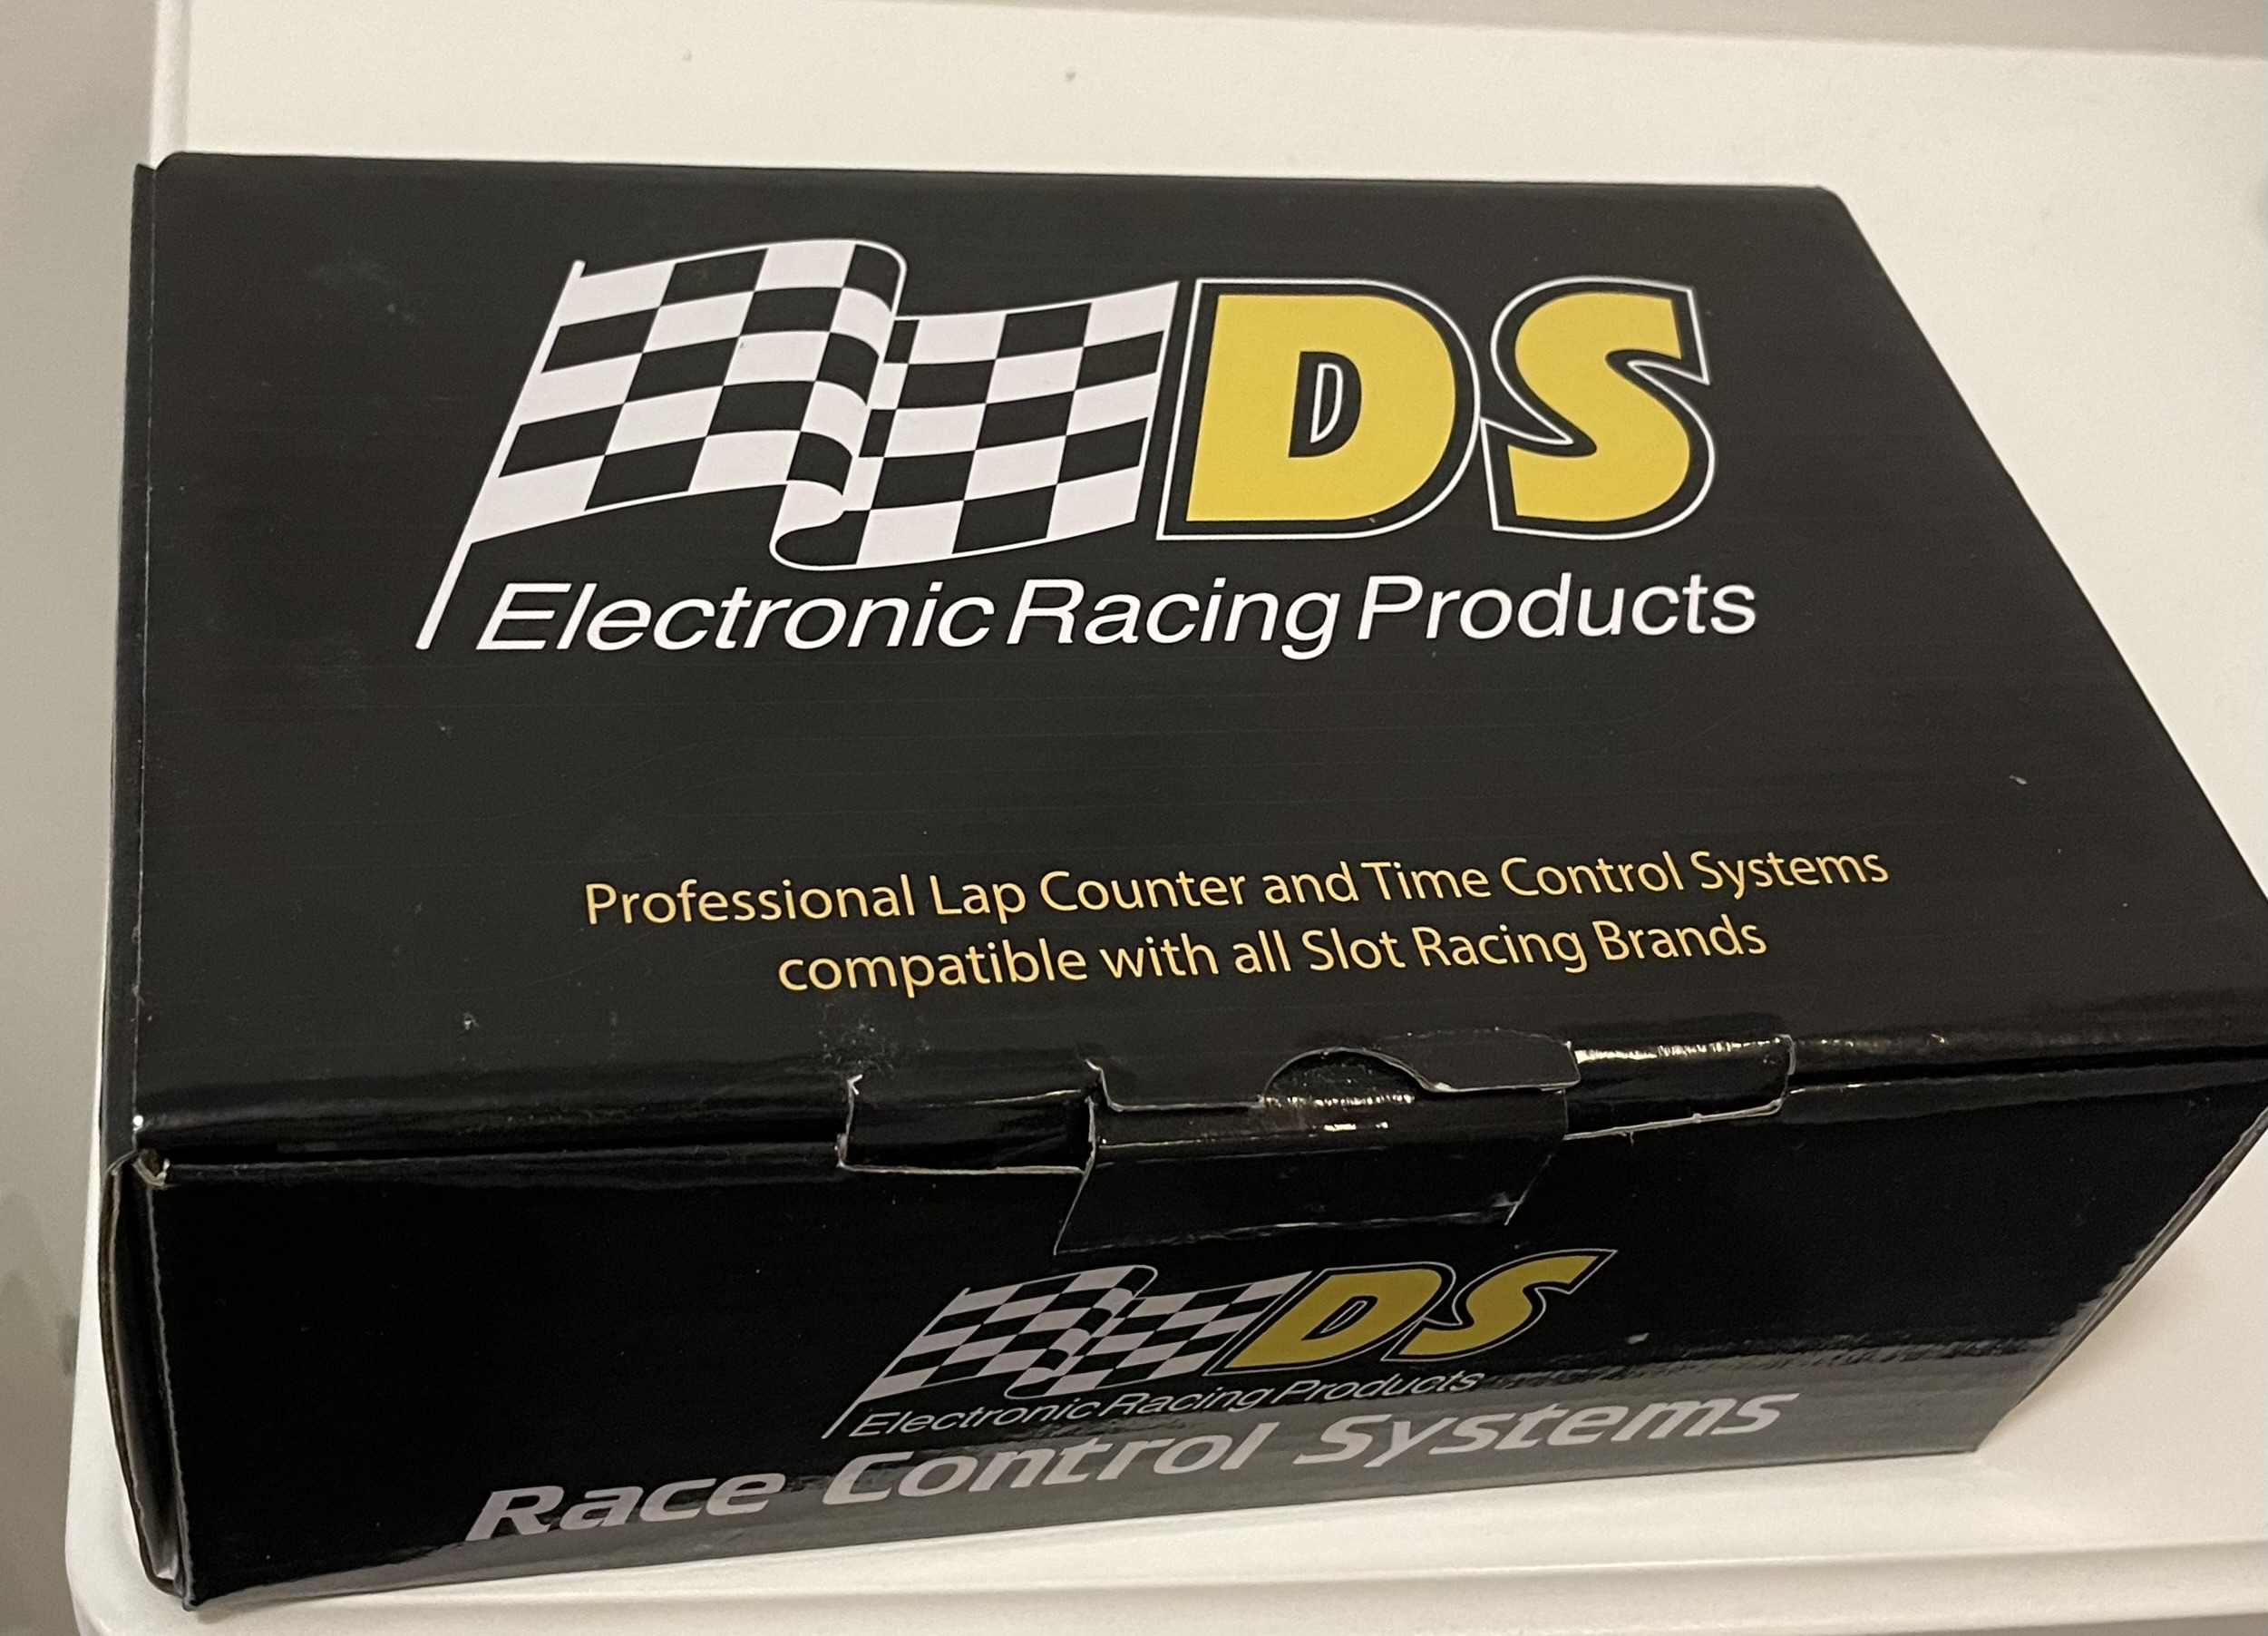 DS
Electronic Racing Products
Professional Lap Counter and Time Control Systems
compatible with all Slot Racing Brands
DS
Electronic Racing Products
Race Control Systems